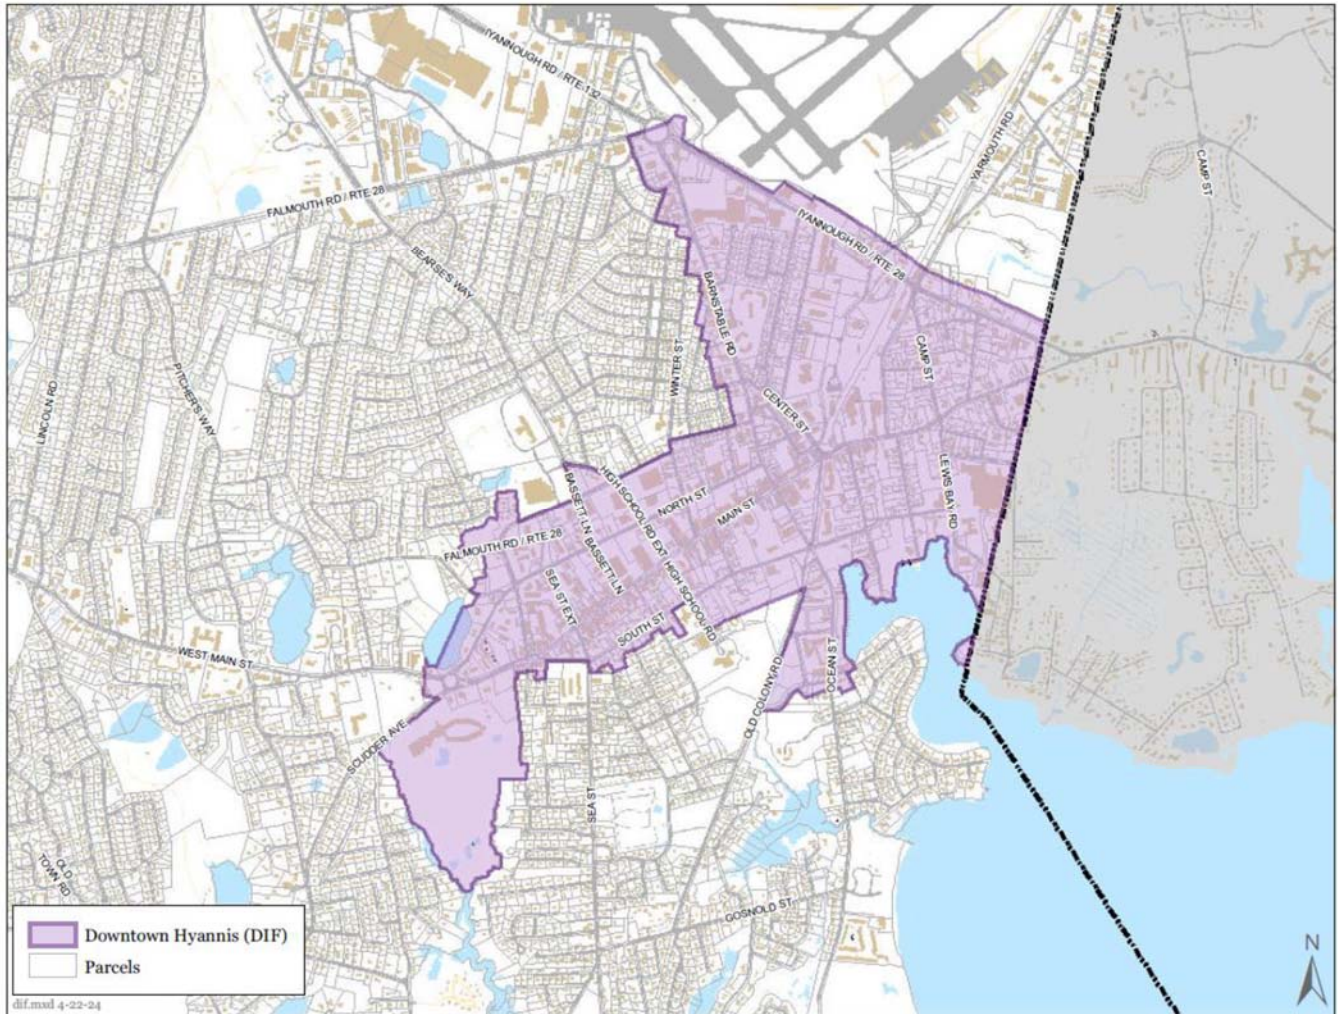 IYANNOUGH RD / RTE 132
YARMOUTH RD
CAMP ST
FALMOUTH RD / RTE 28
IYANNOUGH RD / RTE 28
BEARSES WAY
BARNSTABLE RD
WINTER ST
CAMP ST
LINCOLN RD
PITCHER'S WAY
CENTER ST
HIGH SCHOOL RD EXT
BASSETT LN
NORTH ST
MAIN ST
LEWIS BAY RD
FALMOUTH RD / RTE 28
BASSETT LN
SEA ST EXT
HIGH SCHOOL RD
SOUTH ST
WEST MAIN ST
OCEAN ST
OLD COLONY RD
SCUDDER AVE
SEA ST
OLD
TOWN RD
GOSNOLD ST
Downtown Hyannis (DIF)
Parcels
N
dif.mxd 4-22-24